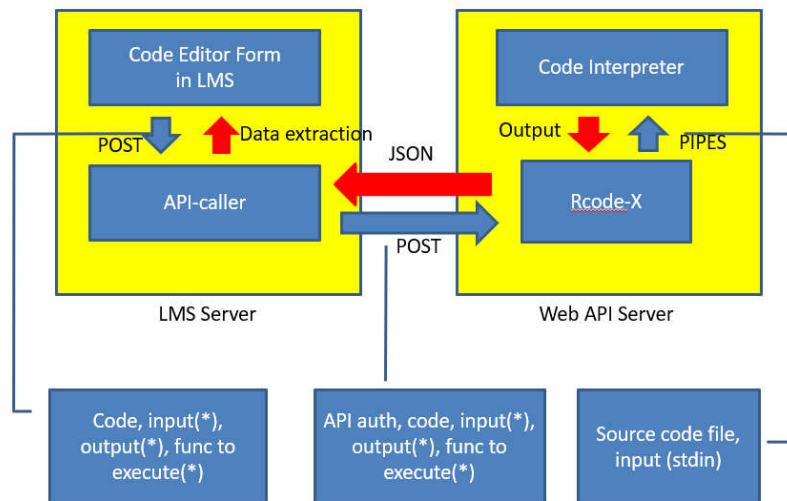 Code Editor Form
in LMS
POST
Data extraction
API-caller
LMS Server
JSON
POST
Code Interpreter
Output
PIPES
Rcode-X
Web API Server
Code, input(*),
output(*), func to
execute(*)
API auth, code, input(*),
output(*), func to
execute(*)
Source code file,
input (stdin)